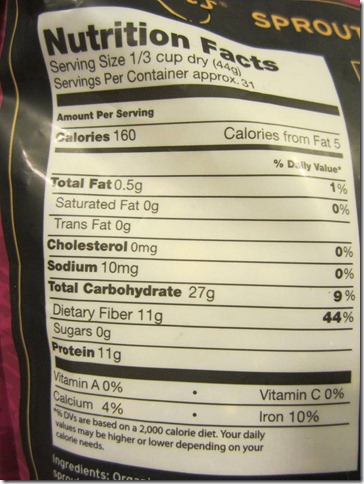 SPROUT
Nutrition Facts
Serving Size 1/3 cup dry (44g)
Servings Per Container approx. 31
Amount Per Serving
Calories 160 Calories from Fat 5
% Daily Value*
Total Fat 0.5g 1%
Saturated Fat 0g 0%
Trans Fat 0g
Cholesterol 0mg 0%
Sodium 10mg 0%
Total Carbohydrate 27g 9%
Dietary Fiber 11g 44%
Sugars 0g
Protein 11g
Vitamin A 0% • Vitamin C 0%
Calcium 4% • Iron 10%
*% DVs are based on a 2,000 calorie diet. Your daily
values may be higher or lower depending on your
calorie needs.
Ingredients: